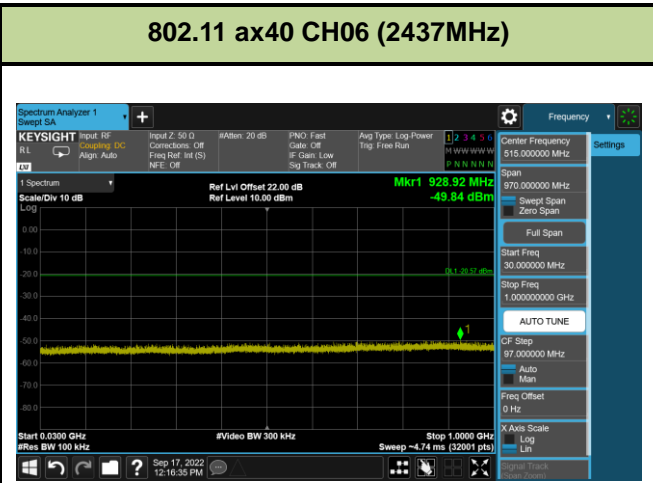 802.11 ax40 CH06 (2437MHz)
Spectrum Analyzer 1
Swept SA
Frequency
KEYSIGHT
RL
LXI
Input: RF
Coupling: DC
Align: Auto
Input Z: 50 Ω
Corrections: Off
Freq Ref: Int (S)
NFE: Off
#Atten: 20 dB
PNO: Fast
Gate: Off
IF Gain: Low
Sig Track: Off
Avg Type: Log-Power
Trig: Free Run
1 2 3 4 5 6
M W W W W W
P N N N N N
1 Spectrum
Scale/Div 10 dB
Log
Ref Lvl Offset 22.00 dB
Ref Level 10.00 dBm
Mkr1 928.92 MHz
-49.84 dBm
0.00
-10.0
-20.0
-30.0
-40.0
-50.0
-60.0
-70.0
-80.0
DL1 -20.57 dBm
1
Start 0.0300 GHz
#Res BW 100 kHz
#Video BW 300 kHz
Stop 1.0000 GHz
Sweep ~4.74 ms (32001 pts)
Sep 17, 2022
12:16:35 PM
Center Frequency
515.000000 MHz
Settings
Span
970.000000 MHz
Swept Span
Zero Span
Full Span
Start Freq
30.000000 MHz
Stop Freq
1.000000000 GHz
AUTO TUNE
CF Step
97.000000 MHz
Auto
Man
Freq Offset
0 Hz
X Axis Scale
Log
Lin
Signal Track
(Span Zoom)